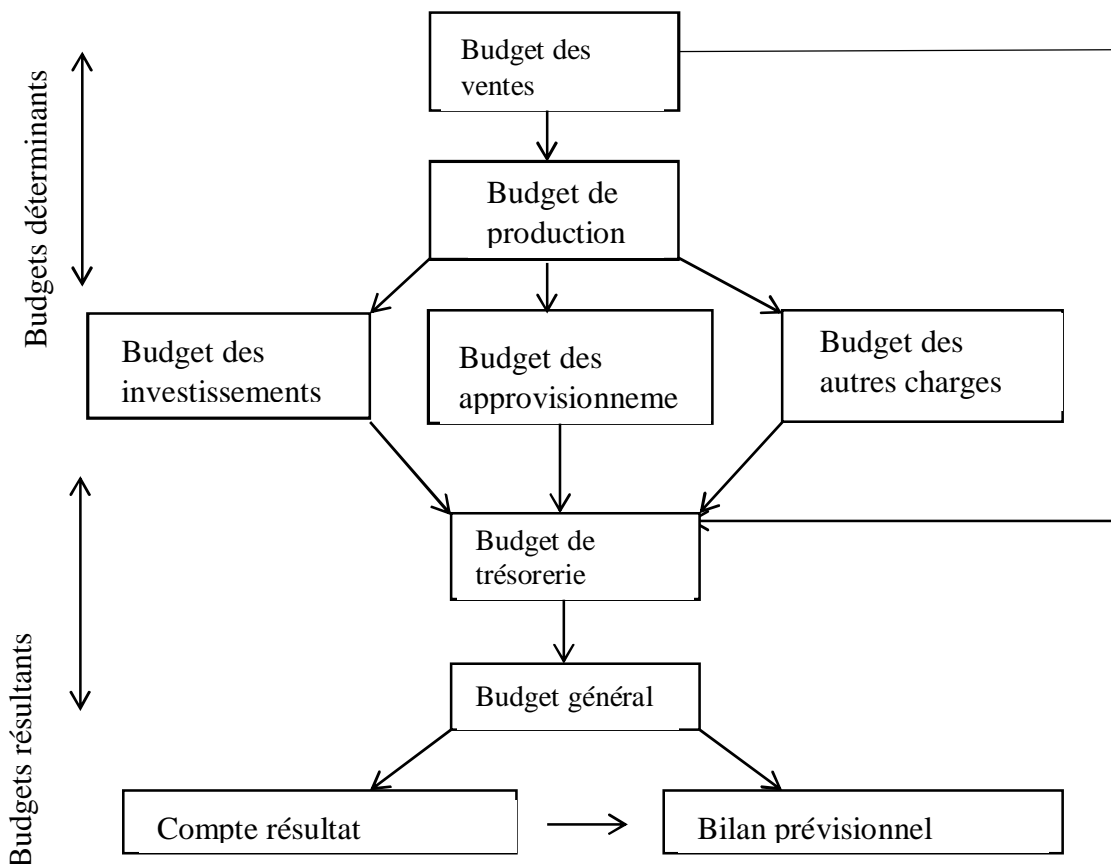 Budget des
ventes
Budgets déterminants
Budget de
production
Budget des
investissements
Budget des
approvisionneme
Budget des
autres charges
Budget de
trésorerie
Budgets résultants
Budget général
Compte résultat
Bilan prévisionnel